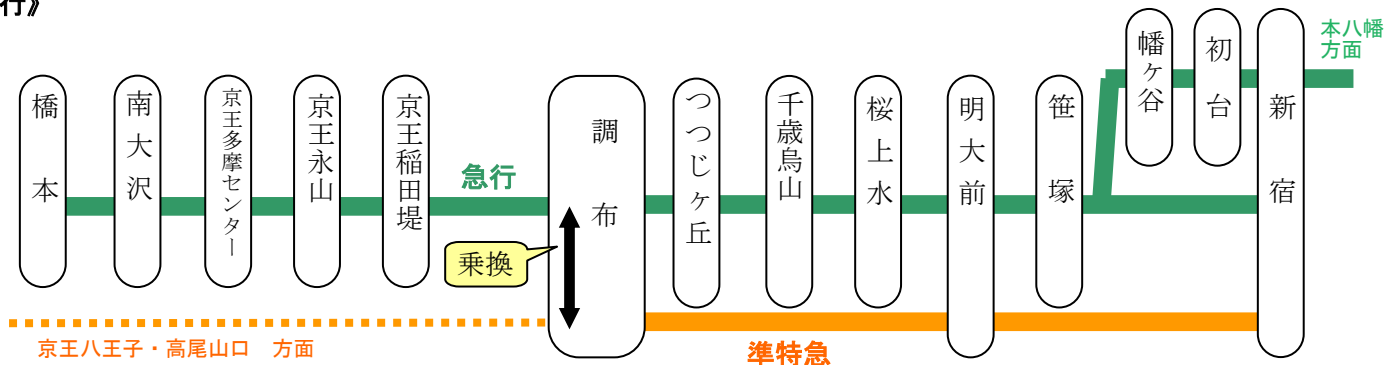 行》
橋本
南大沢
京王多摩センター
京王永山
京王稲田堤
急行
乗換
調布
つつじヶ丘
千歳烏山
桜上水
明大前
笹塚
幡ヶ谷
初台
新宿
本八幡
方面
京王八王子・高尾山口　方面
準特急